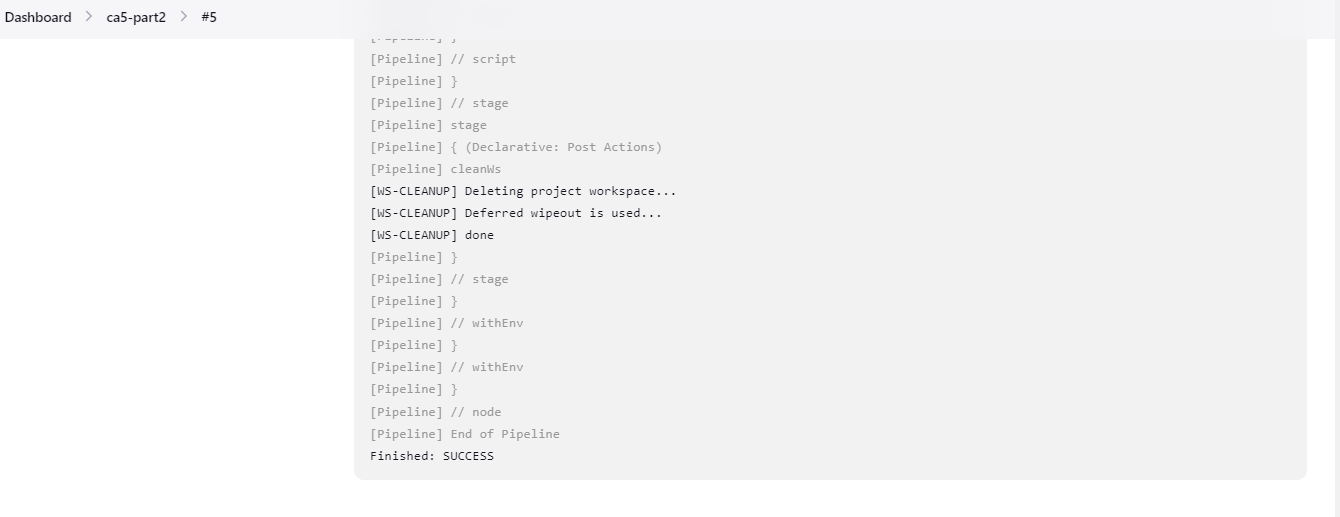 Dashboard > ca5-part2 > #5
[Pipeline] }
[Pipeline] // script
[Pipeline] }
[Pipeline] // stage
[Pipeline] stage
[Pipeline] { (Declarative: Post Actions)
[Pipeline] cleanWs
[WS-CLEANUP] Deleting project workspace...
[WS-CLEANUP] Deferred wipeout is used...
[WS-CLEANUP] done
[Pipeline] }
[Pipeline] // stage
[Pipeline] }
[Pipeline] // withEnv
[Pipeline] }
[Pipeline] // withEnv
[Pipeline] }
[Pipeline] // node
[Pipeline] End of Pipeline
Finished: SUCCESS